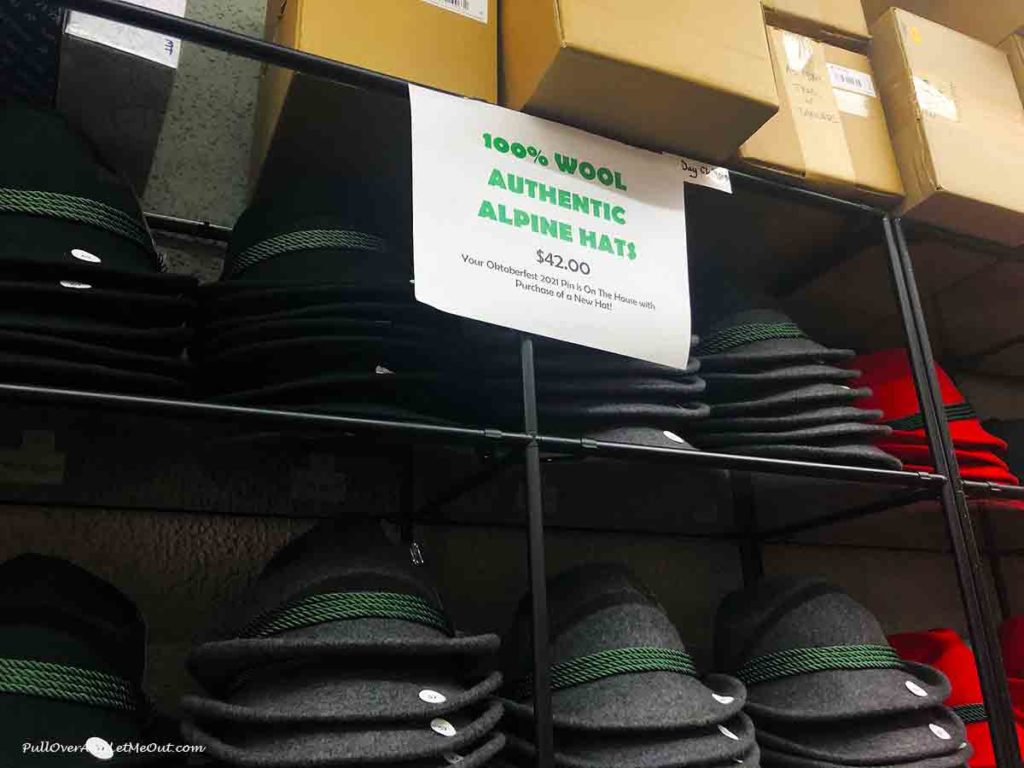 100% WOOL
AUTHENTIC
ALPINE HATS
$42.00
Your Oktoberfest 2021 Pin is On The House with
Purchase of a New Hat!
Day
PullOverAndLetMeOut.com